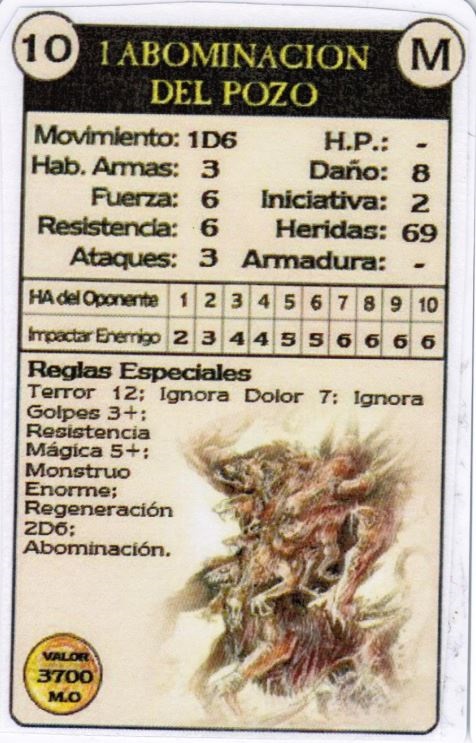 10
1 ABOMINACION
DEL POZO
M
Movimiento: 1D6 H.P.: -
Hab. Armas: 3 Daño: 8
Fuerza: 6 Iniciativa: 2
Resistencia: 6 Heridas: 69
Ataques: 3 Armadura: -
HA del Oponente 1 2 3 4 5 6 7 8 9 10
Impactar Enemigo 2 3 4 4 5 5 6 6 6 6
Reglas Especiales
Terror 12; Ignora Dolor 7; Ignora
Golpes 3+;
Resistencia
Mágica 5+;
Monstruo
Enorme;
Regeneración
2D6;
Abominación.
VALOR
3700
M.O